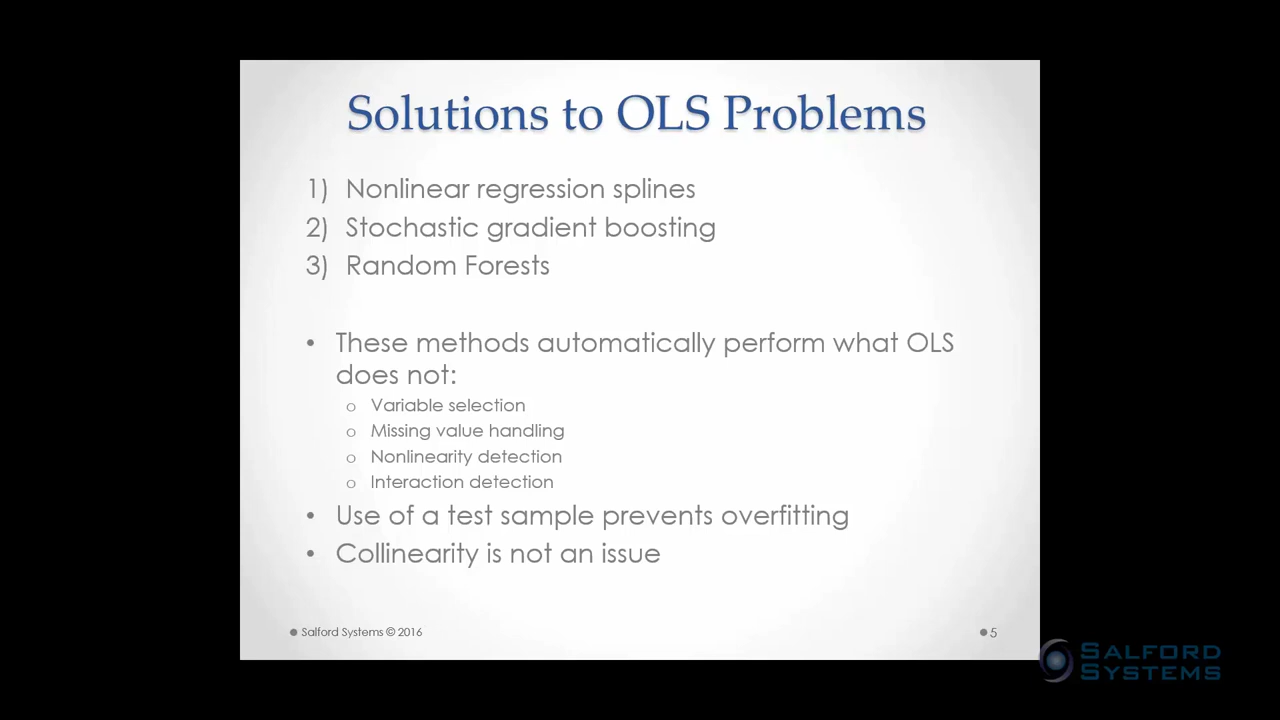 Solutions to OLS Problems
1) Nonlinear regression splines
2) Stochastic gradient boosting
3) Random Forests
• These methods automatically perform what OLS
does not:
o Variable selection
o Missing value handling
o Nonlinearity detection
o Interaction detection
• Use of a test sample prevents overfitting
• Collinearity is not an issue
• Salford Systems © 2016
• 5
SALFORD
SYSTEMS